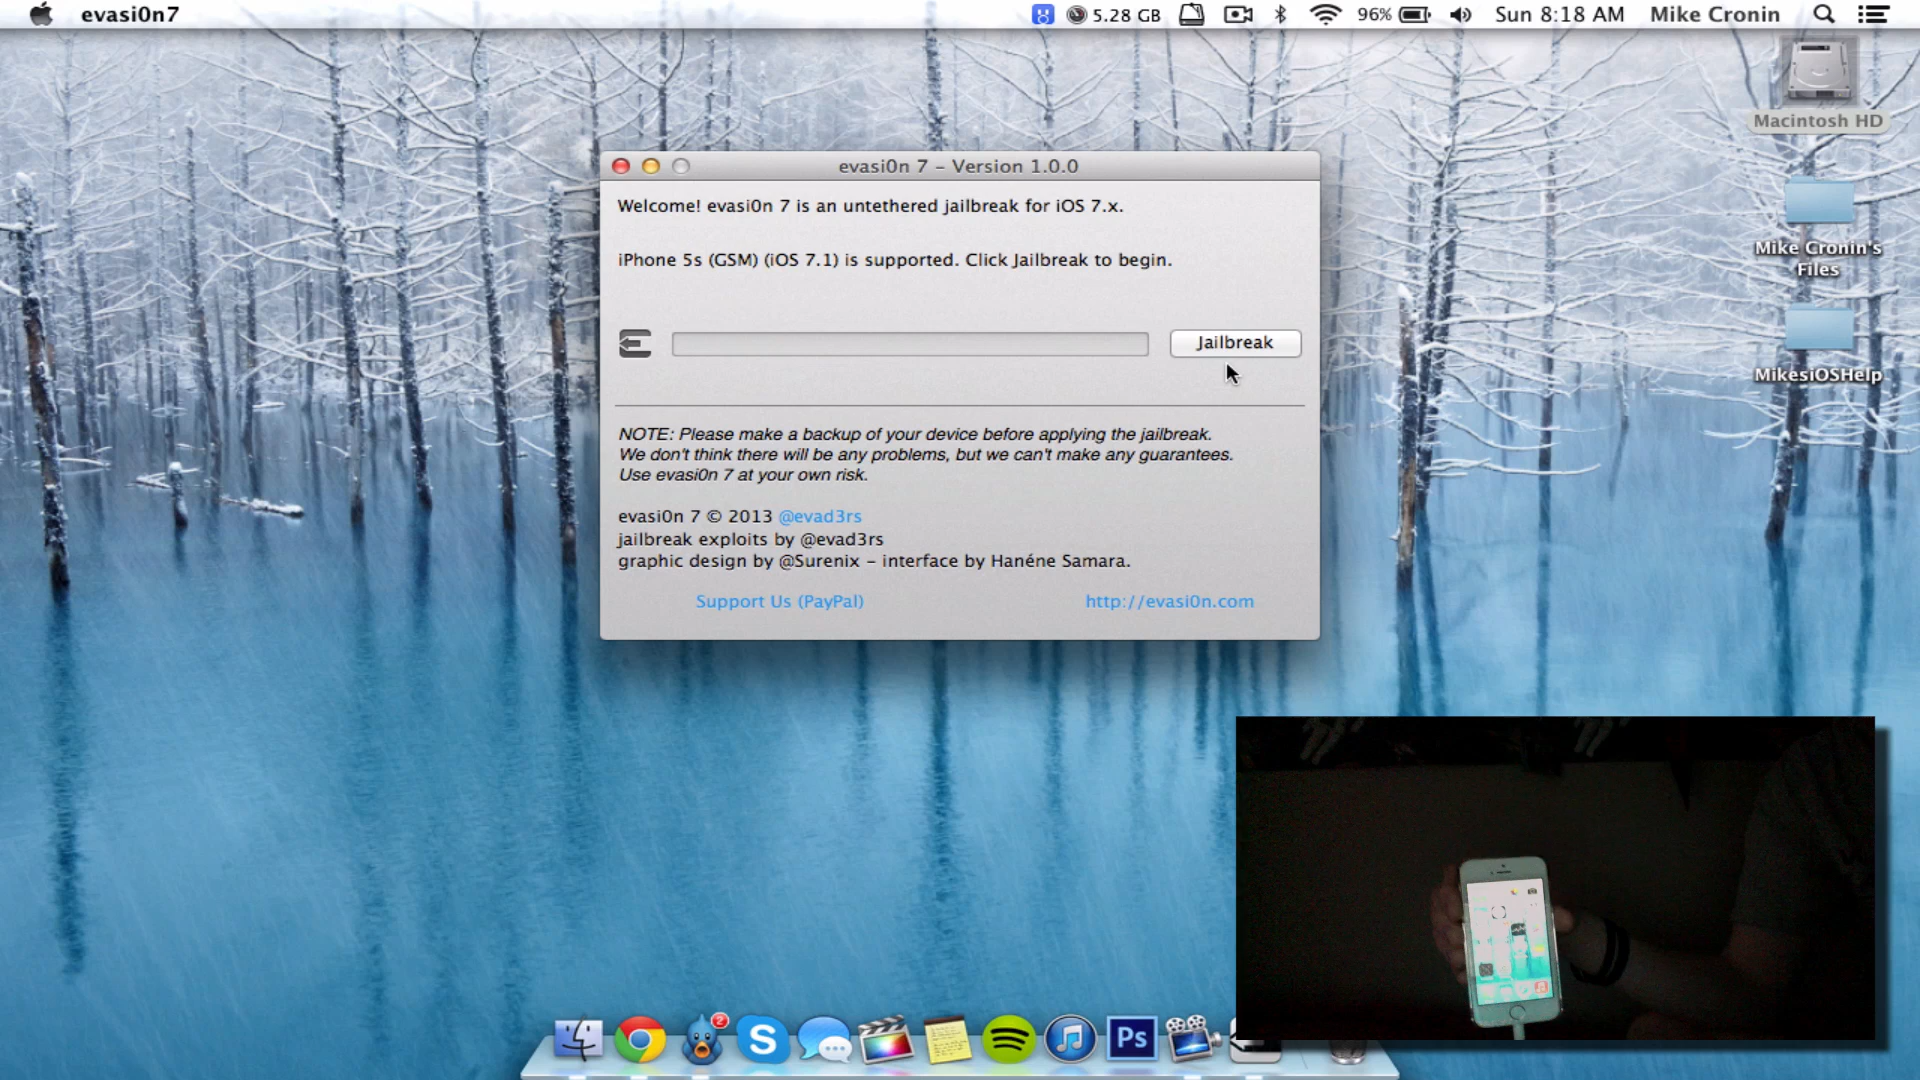 evasi0n7
5.28 GB
96%
Sun 8:18 AM
Mike Cronin
Macintosh HD
Mike Cronin's
Files
MikesiOSHelp
evasi0n 7 – Version 1.0.0
Welcome! evasi0n 7 is an untethered jailbreak for iOS 7.x.
iPhone 5s (GSM) (iOS 7.1) is supported. Click Jailbreak to begin.
Jailbreak
NOTE: Please make a backup of your device before applying the jailbreak.
We don't think there will be any problems, but we can't make any guarantees.
Use evasi0n 7 at your own risk.
evasi0n 7 © 2013 @evad3rs
jailbreak exploits by @evad3rs
graphic design by @Surenix – interface by Hanéne Samara.
Support Us (PayPal)
http://evasi0n.com
2
S
Ps